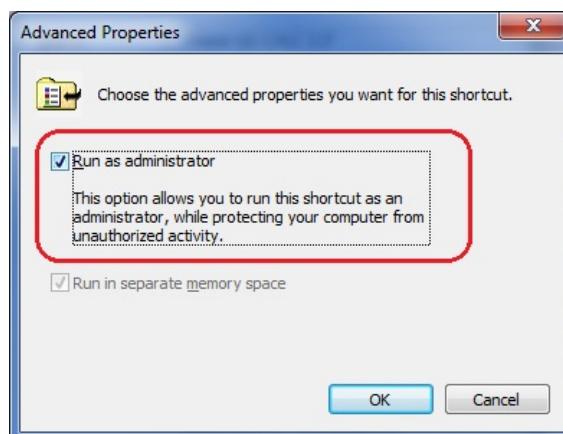 Advanced Properties
Choose the advanced properties you want for this shortcut.
Run as administrator
This option allows you to run this shortcut as an
administrator, while protecting your computer from
unauthorized activity.
Run in separate memory space
OK
Cancel